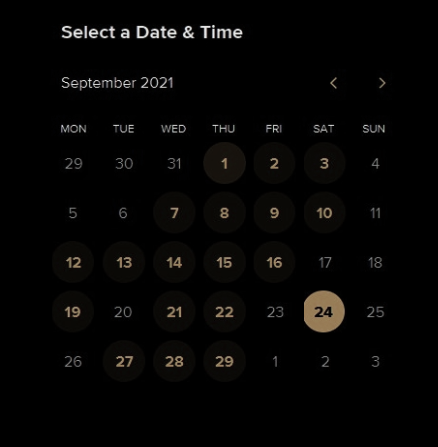 Select a Date & Time
September 2021
MON TUE WED THU FRI SAT SUN
29 30 31 1 2 3 4
5 6 7 8 9 10 11
12 13 14 15 16 17 18
19 20 21 22 23 24 25
26 27 28 29 1 2 3